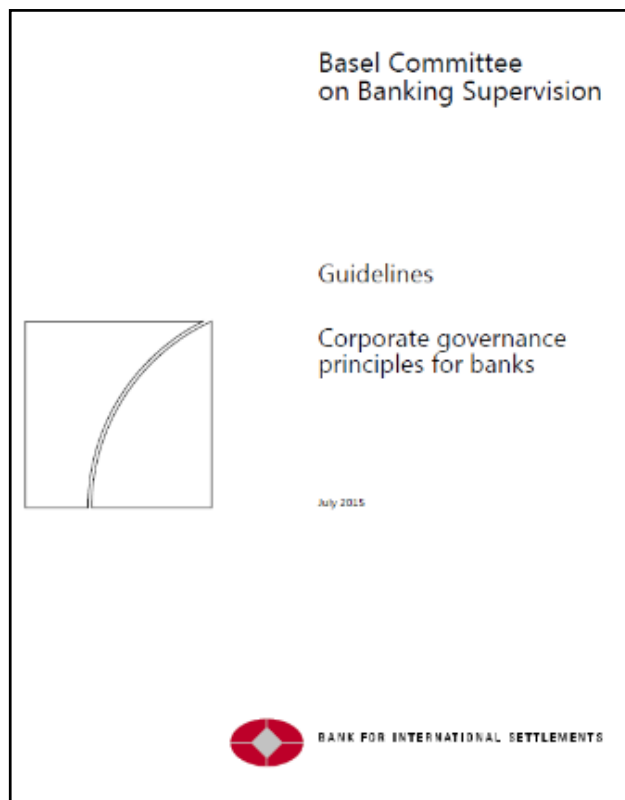 Basel Committee
on Banking Supervision
Guidelines
Corporate governance
principles for banks
July 2015
BANK FOR INTERNATIONAL SETTLEMENTS